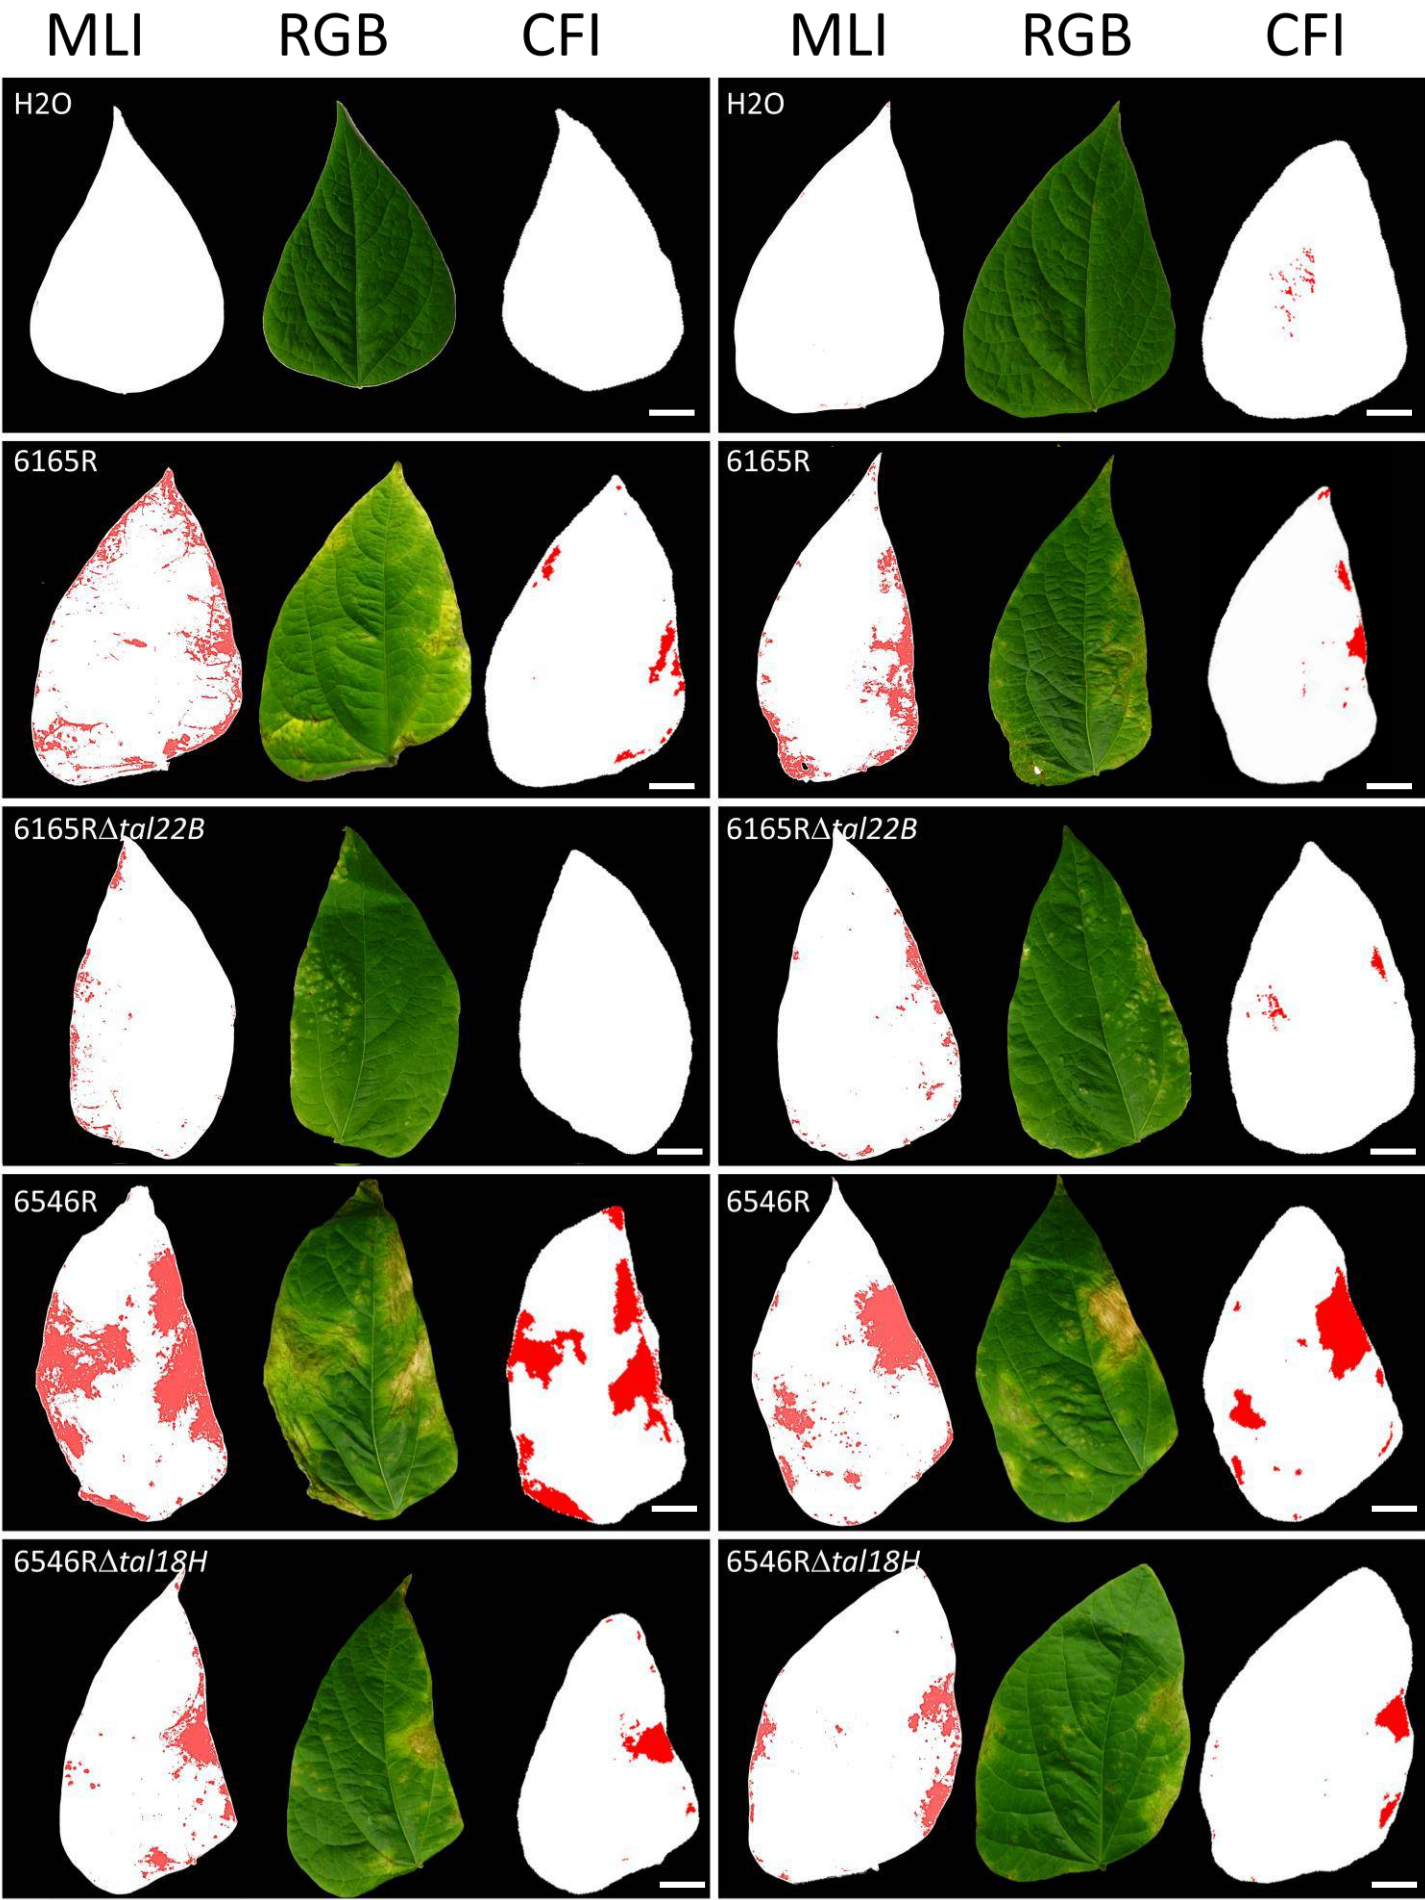 MLI RGB CFI MLI RGB CFI
H2O H2O
6165R 6165R
6165RΔtal22B 6165RΔtal22B
6546R 6546R
6546RΔtal18H 6546RΔtal18H